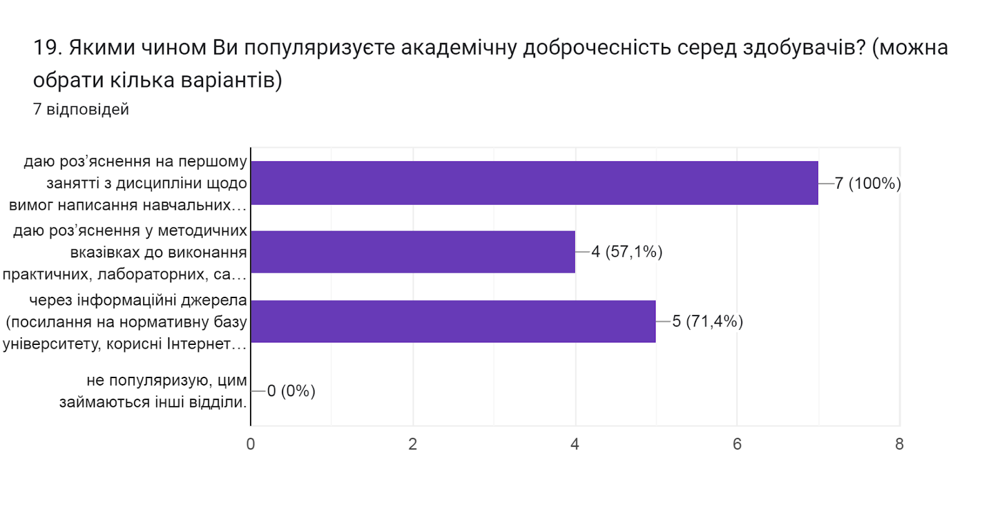 19. Якими чином Ви популяризуєте академічну доброчесність серед здобувачів? (можна
обрати кілька варіантів)
7 відповідей
даю роз’яснення на першому
занятті з дисципліни щодо
вимог написання навчальних…
7 (100%)
даю роз’яснення у методичних
вказівках до виконання
практичних, лабораторних, са…
4 (57,1%)
через інформаційні джерела
(посилання на нормативну базу
університету, корисні Інтернет…
5 (71,4%)
не популяризую, цим
займаються інші відділи.
0 (0%)
0 2 4 6 8